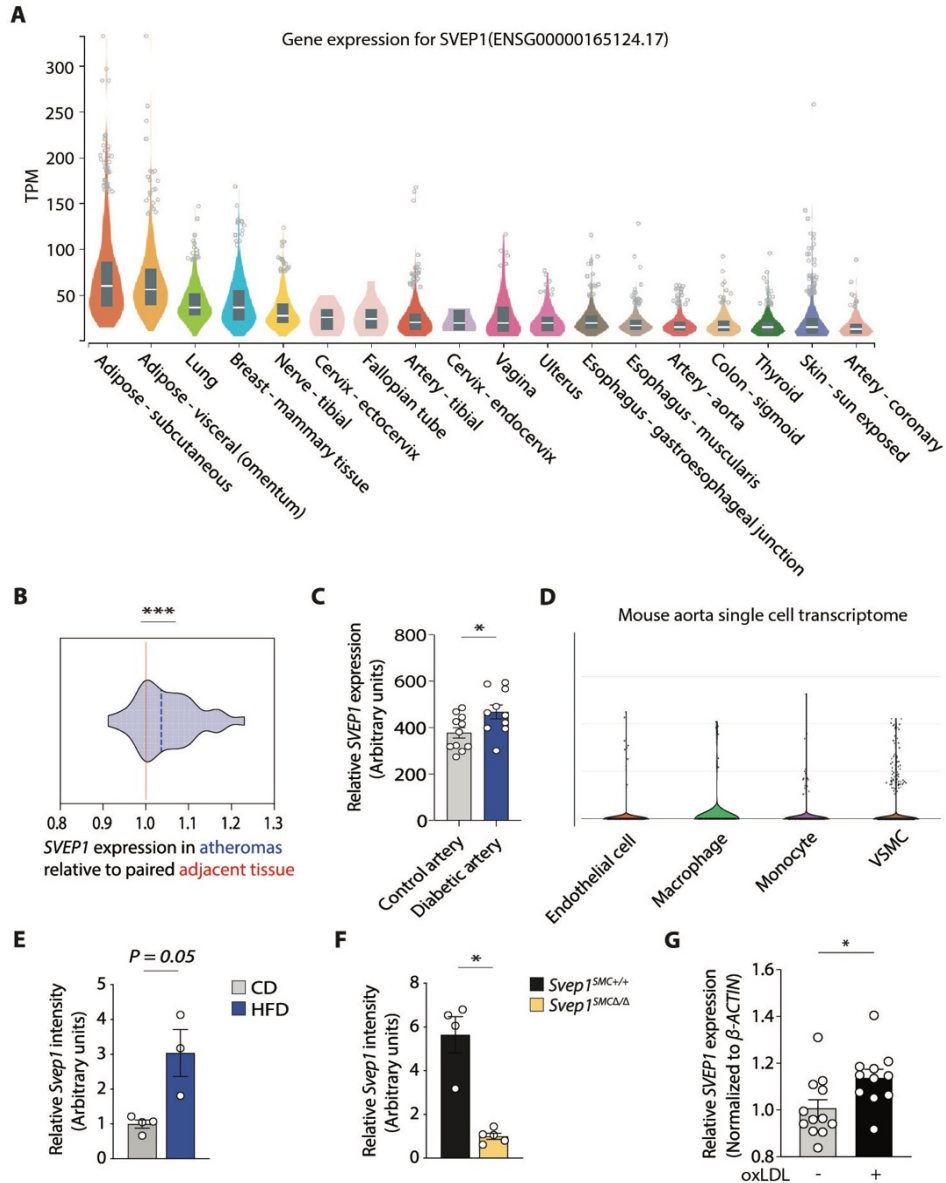 A
Gene expression for SVEP1(ENSG00000165124.17)
TPM
300
250
200
150
100
50
Adipose - subcutaneous
Adipose - visceral (omentum)
Lung
Breast - mammary tissue
Nerve - tibial
Cervix - ectocervix
Fallopian tube
Artery - tibial
Cervix - endocervix
Vagina
Uterus
Esophagus - gastroesophageal junction
Esophagus - muscularis
Artery - aorta
Colon - sigmoid
Thyroid
Skin - sun exposed
Artery - coronary
B
***
0.8 0.9 1.0 1.1 1.2 1.3
SVEP1 expression in atheromas
relative to paired adjacent tissue
C
*
Relative SVEP1 expression
(Arbitrary units)
800
600
400
200
0
Control artery
Diabetic artery
D
Mouse aorta single cell transcriptome
Endothelial cell
Macrophage
Monocyte
VSMC
E
P = 0.05
CD
HFD
Relative Svep1 intensity
(Arbitrary units)
5
4
3
2
1
0
F
*
Svep1SMC+/+
Svep1SMCΔ/Δ
Relative Svep1 intensity
(Arbitrary units)
8
6
4
2
0
G
*
Relative SVEP1 expression
(Normalized to β-ACTIN)
1.6
1.4
1.2
1.0
0.8
oxLDL - +